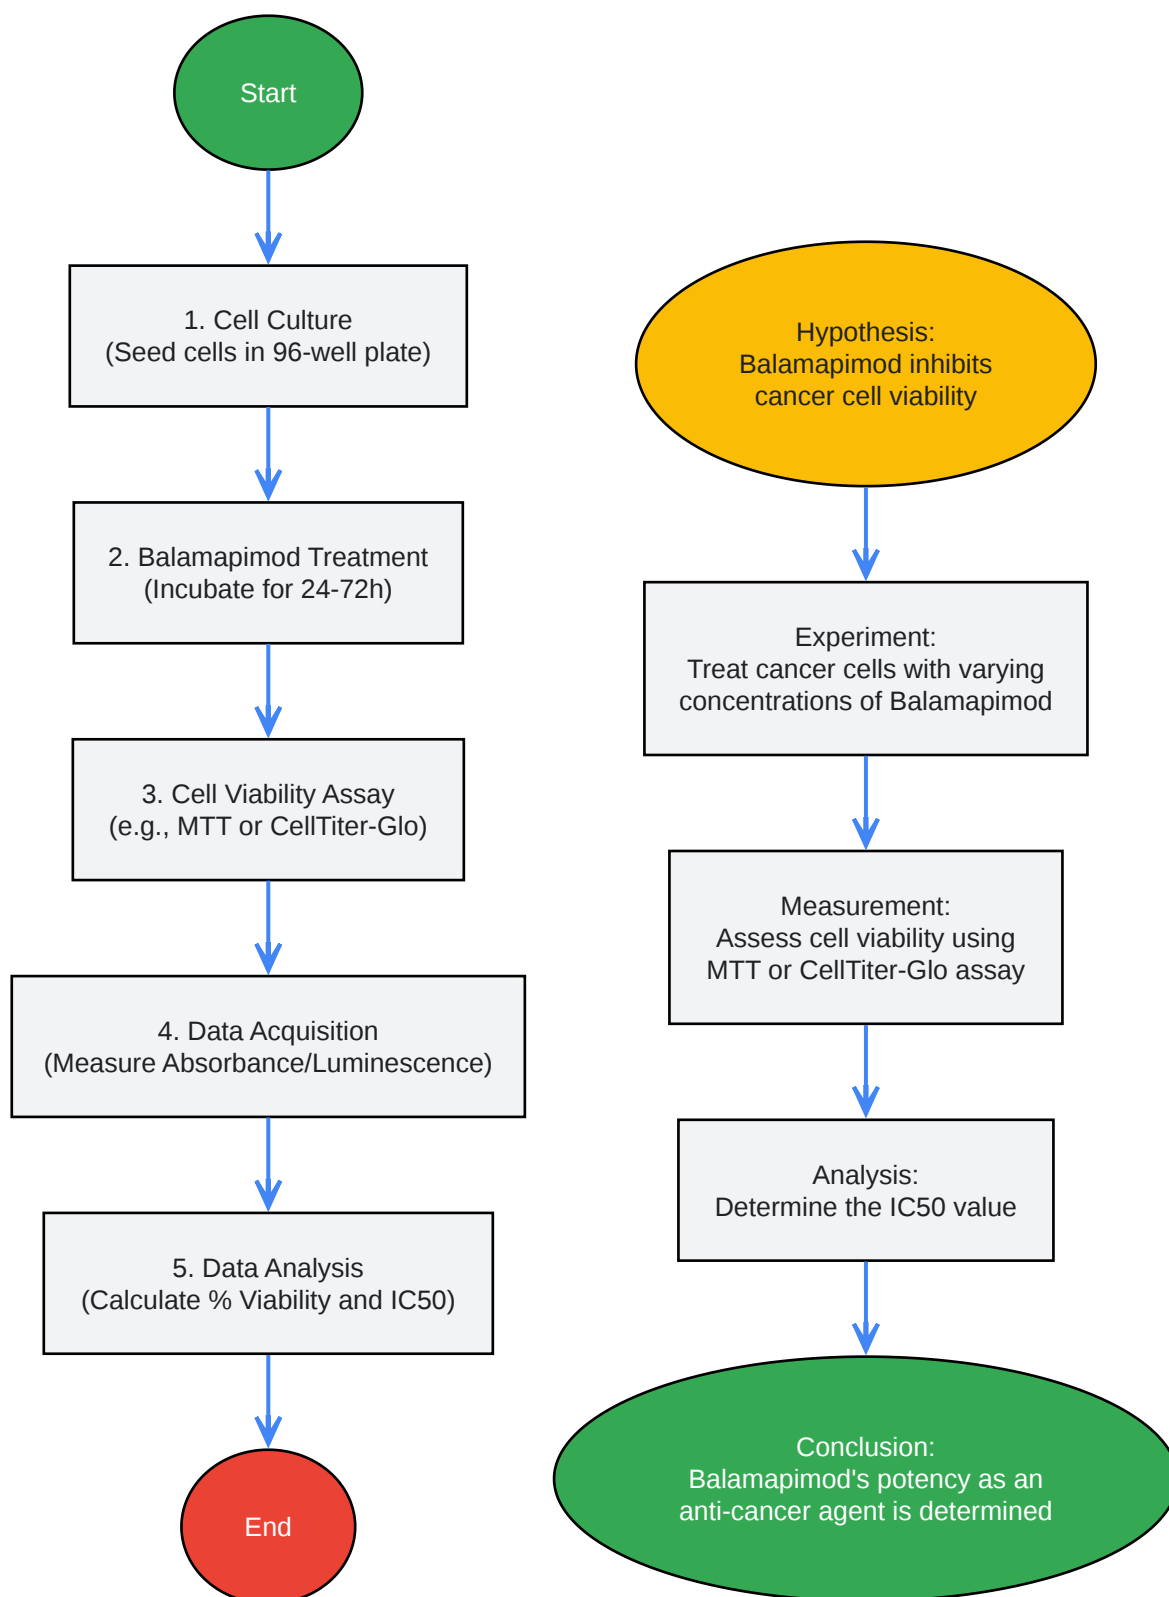 Start
1. Cell Culture
(Seed cells in 96-well plate)
2. Balamapimod Treatment
(Incubate for 24-72h)
3. Cell Viability Assay
(e.g., MTT or CellTiter-Glo)
4. Data Acquisition
(Measure Absorbance/Luminescence)
5. Data Analysis
(Calculate % Viability and IC50)
End
Hypothesis:
Balamapimod inhibits
cancer cell viability
Experiment:
Treat cancer cells with varying
concentrations of Balamapimod
Measurement:
Assess cell viability using
MTT or CellTiter-Glo assay
Analysis:
Determine the IC50 value
Conclusion:
Balamapimod's potency as an
anti-cancer agent is determined